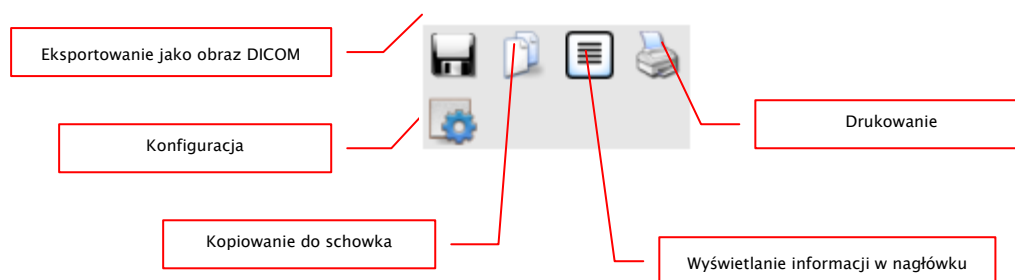 Eksportowanie jako obraz DICOM
Drukowanie
Konfiguracja
Kopiowanie do schowka
Wyświetlanie informacji w nagłówku